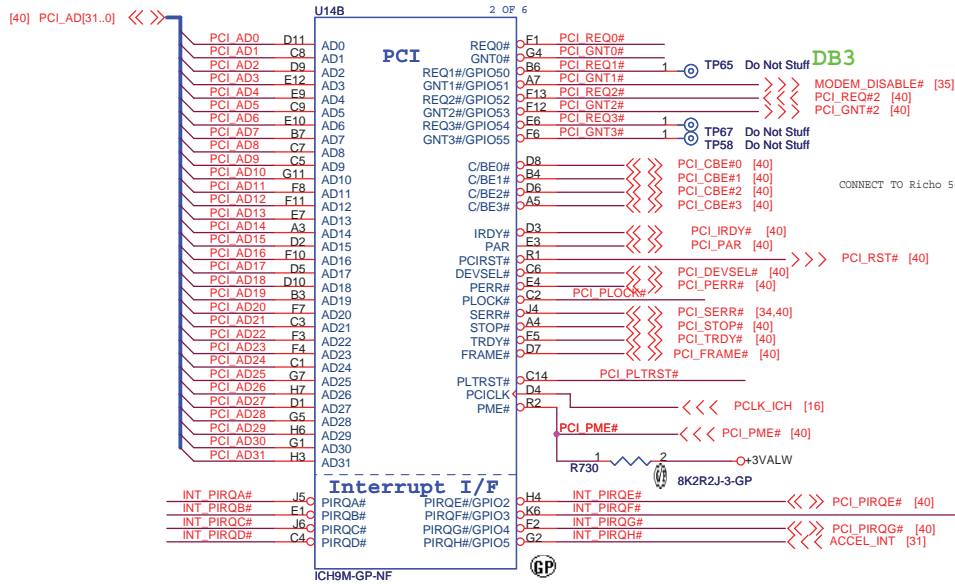 U14B
2 OF 6
[40] PCI_AD[31..0]
PCI
DB3
PCI_AD0 D11 AD0
PCI_AD1 C8 AD1
PCI_AD2 D9 AD2
PCI_AD3 E12 AD3
PCI_AD4 E9 AD4
PCI_AD5 C9 AD5
PCI_AD6 E10 AD6
PCI_AD7 B7 AD7
PCI_AD8 C7 AD8
PCI_AD9 C5 AD9
PCI_AD10 G11 AD10
PCI_AD11 F8 AD11
PCI_AD12 F11 AD12
PCI_AD13 E7 AD13
PCI_AD14 A3 AD14
PCI_AD15 D2 AD15
PCI_AD16 F10 AD16
PCI_AD17 D5 AD17
PCI_AD18 D10 AD18
PCI_AD19 B3 AD19
PCI_AD20 F7 AD20
PCI_AD21 C3 AD21
PCI_AD22 F3 AD22
PCI_AD23 F4 AD23
PCI_AD24 C1 AD24
PCI_AD25 G7 AD25
PCI_AD26 H7 AD26
PCI_AD27 D1 AD27
PCI_AD28 G5 AD28
PCI_AD29 H6 AD29
PCI_AD30 G1 AD30
PCI_AD31 H3 AD31
REQ0# F1 PCI_REQ0#
GNT0# G4 PCI_GNT0#
REQ1#/GPIO50 B6 PCI_REQ1# 1 TP65 Do Not Stuff
GNT1#/GPIO51 A7 PCI_GNT1# MODEM_DISABLE# [35]
REQ2#/GPIO52 F13 PCI_REQ2# PCI_REQ#2 [40]
GNT2#/GPIO53 F12 PCI_GNT2# PCI_GNT#2 [40]
REQ3#/GPIO54 E6 PCI_REQ3# 1 TP67 Do Not Stuff
GNT3#/GPIO55 F6 PCI_GNT3# 1 TP58 Do Not Stuff
C/BE0# D8 PCI_CBE#0 [40]
C/BE1# B4 PCI_CBE#1 [40]
C/BE2# D6 PCI_CBE#2 [40]
C/BE3# A5 PCI_CBE#3 [40]
CONNECT TO Richo 5
IRDY# D3 PCI_IRDY# [40]
PAR E3 PCI_PAR [40]
PCIRST# R1 PCI_RST# [40]
DEVSEL# C6 PCI_DEVSEL# [40]
PERR# E4 PCI_PERR# [40]
PLOCK# C2 PCI_PLOCK#
SERR# J4 PCI_SERR# [34,40]
STOP# A4 PCI_STOP# [40]
TRDY# F5 PCI_TRDY# [40]
FRAME# D7 PCI_FRAME# [40]
PLTRST# C14 PCI_PLTRST#
PCICLK D4 PCLK_ICH [16]
PME# R2 PCI_PME# PCI_PME# [40]
R730 1 2 +3VALW
8K2R2J-3-GP
Interrupt I/F
INT_PIRQA# J5 PIRQA#
INT_PIRQB# E1 PIRQB#
INT_PIRQC# J6 PIRQC#
INT_PIRQD# C4 PIRQD#
PIRQE#/GPIO2 H4 INT_PIRQE# PCI_PIRQE# [40]
PIRQF#/GPIO3 K6 INT_PIRQF#
PIRQG#/GPIO4 F2 INT_PIRQG# PCI_PIRQG# [40]
PIRQH#/GPIO5 G2 INT_PIRQH# ACCEL_INT [31]
ICH9M-GP-NF
GP